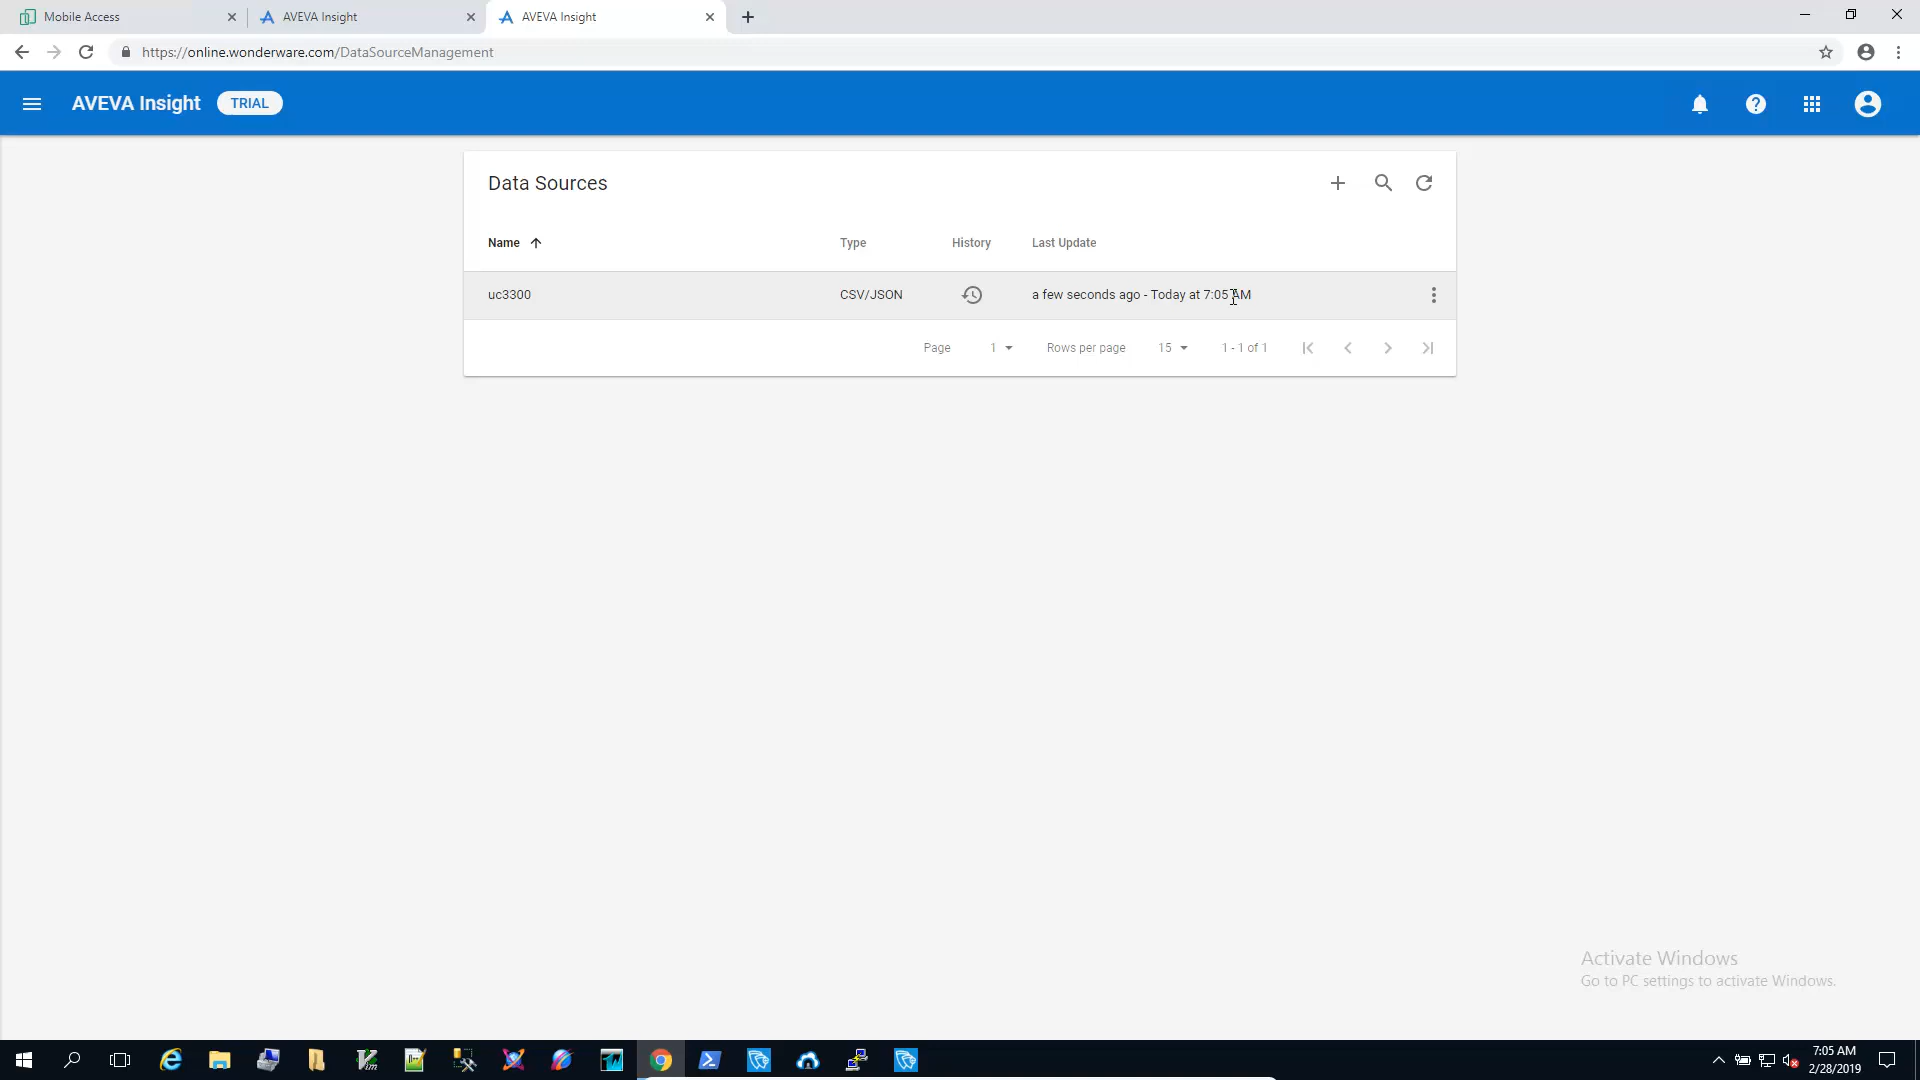 Mobile Access
AVEVA Insight
AVEVA Insight
https://online.wonderware.com/DataSourceManagement
AVEVA Insight TRIAL
Data Sources
Name Type History Last Update
uc3300 CSV/JSON a few seconds ago - Today at 7:05 AM
Page 1 Rows per page 15 1 - 1 of 1
Activate Windows
Go to PC settings to activate Windows.
7:05 AM
2/28/2019